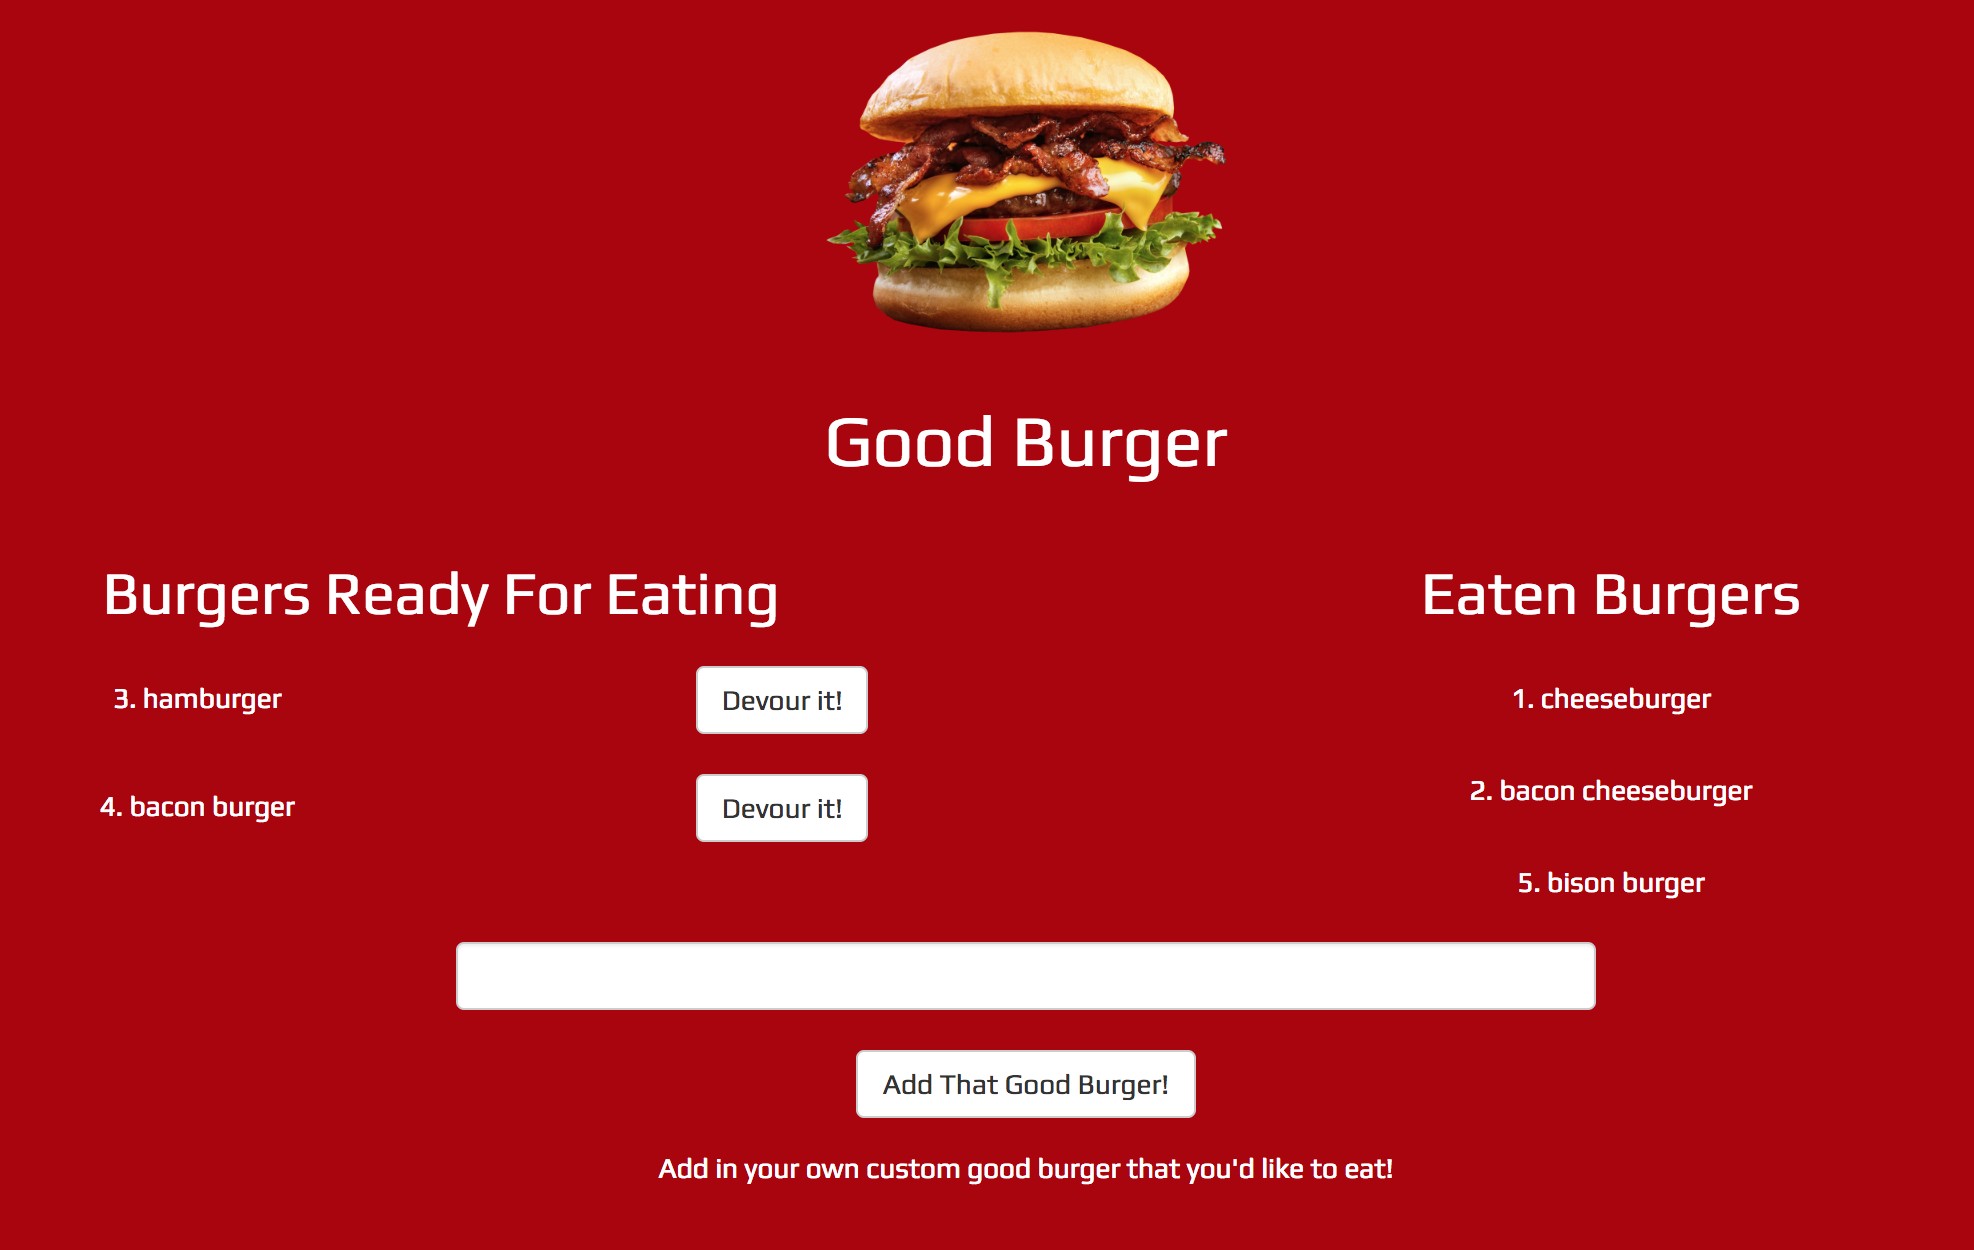 Good Burger
Burgers Ready For Eating
3. hamburger
Devour it!
4. bacon burger
Devour it!
Eaten Burgers
1. cheeseburger
2. bacon cheeseburger
5. bison burger
Add That Good Burger!
Add in your own custom good burger that you'd like to eat!